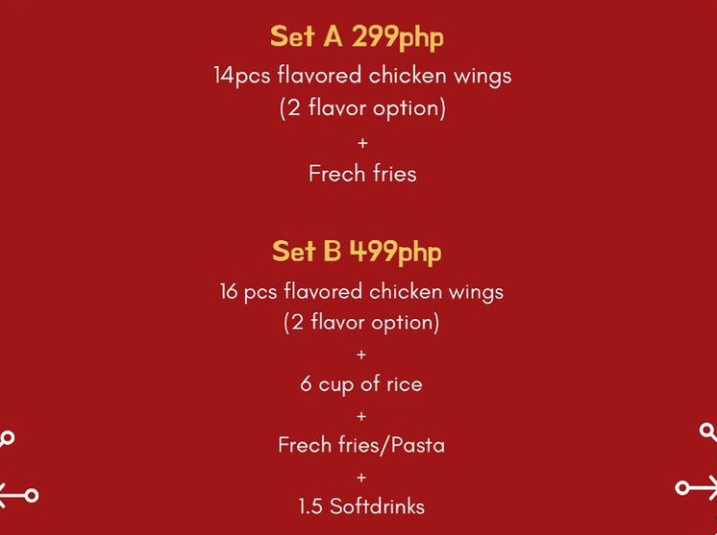 Set A 299php
14pcs flavored chicken wings
(2 flavor option)
+
Frech fries
Set B 499php
16 pcs flavored chicken wings
(2 flavor option)
+
6 cup of rice
+
Frech fries/Pasta
+
1.5 Softdrinks